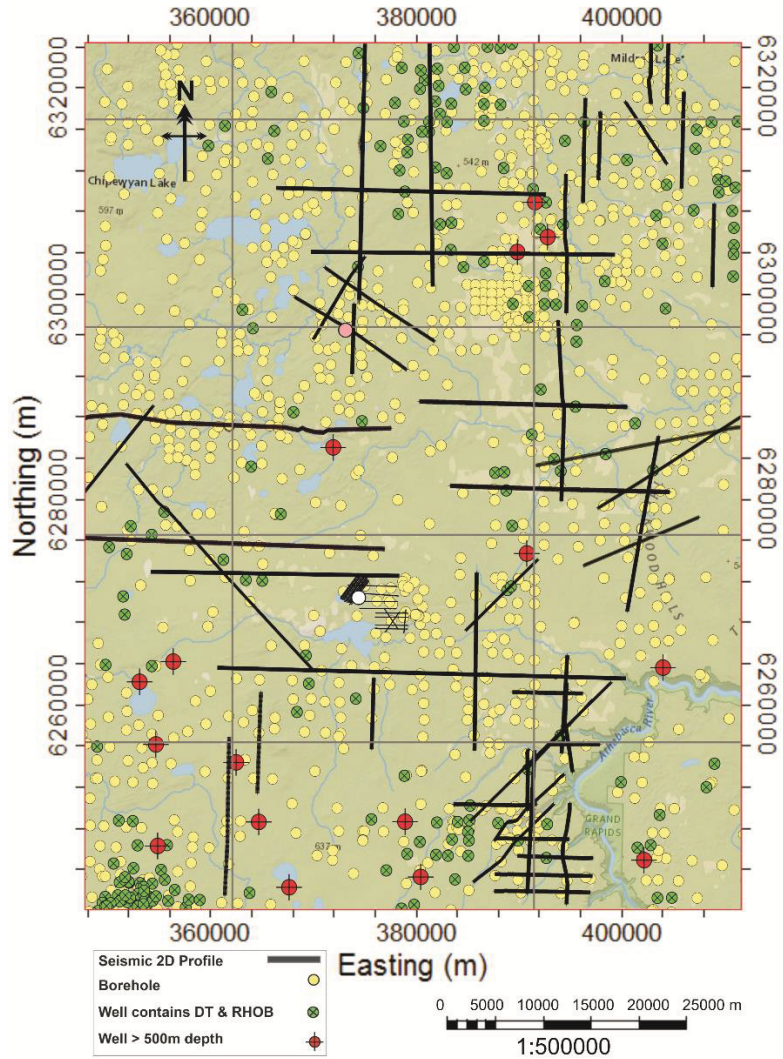 360000 380000 400000
Mildred Lake
6320000 6320000
N
542 m
Chipewyan Lake
597 m
6300000 6300000
Northing (m)
6280000 6280000
6260000 6260000
Athabasca River
GRAND
RAPIDS
637 m
360000 380000 400000
Easting (m)
Seismic 2D Profile
Borehole
Well contains DT & RHOB
Well > 500m depth
0 5000 10000 15000 20000 25000 m
1:500000